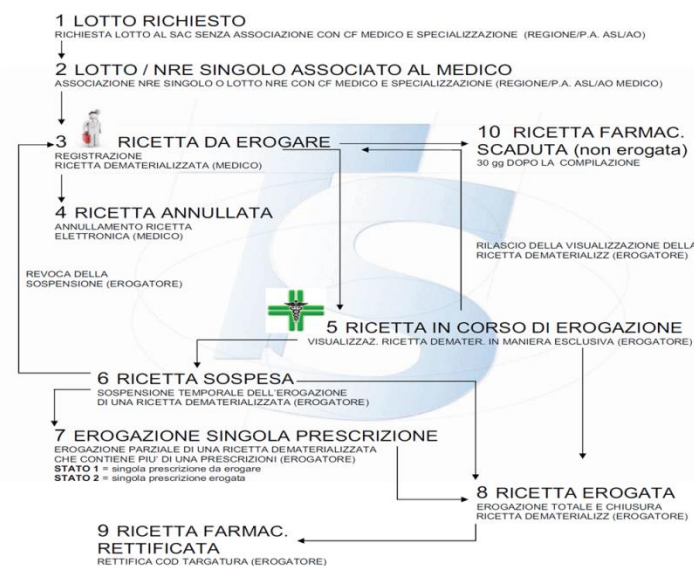 1 LOTTO RICHIESTO
RICHIESTA LOTTO AL SAC SENZA ASSOCIAZIONE CON CF MEDICO E SPECIALIZZAZIONE (REGIONE/P.A. ASL/AO)
2 LOTTO / NRE SINGOLO ASSOCIATO AL MEDICO
ASSOCIAZIONE NRE SINGOLO O LOTTO NRE CON CF MEDICO E SPECIALIZZAZIONE (REGIONE/P.A. ASL/AO MEDICO)
3 RICETTA DA EROGARE
REGISTRAZIONE
RICETTA DEMATERIALIZZATA (MEDICO)
10 RICETTA FARMAC.
SCADUTA (non erogata)
30 gg DOPO LA COMPILAZIONE
4 RICETTA ANNULLATA
ANNULLAMENTO RICETTA
ELETTRONICA (MEDICO)
RILASCIO DELLA VISUALIZZAZIONE DELLA
RICETTA DEMATERIALIZZ (EROGATORE)
REVOCA DELLA
SOSPENSIONE (EROGATORE)
5 RICETTA IN CORSO DI EROGAZIONE
VISUALIZZAZ. RICETTA DEMATER. IN MANIERA ESCLUSIVA (EROGATORE)
6 RICETTA SOSPESA
SOSPENSIONE TEMPORALE DELL'EROGAZIONE
DI UNA RICETTA DEMATERIALIZZATA (EROGATORE)
7 EROGAZIONE SINGOLA PRESCRIZIONE
EROGAZIONE PARZIALE DI UNA RICETTA DEMATERIALIZZATA
CHE CONTIENE PIU' DI UNA PRESCRIZIONI (EROGATORE)
STATO 1 = singola prescrizione da erogare
STATO 2 = singola prescrizione erogata
8 RICETTA EROGATA
EROGAZIONE TOTALE E CHIUSURA
RICETTA DEMATERIALIZZ (EROGATORE)
9 RICETTA FARMAC.
RETTIFICATA
RETTIFICA COD TARGATURA (EROGATORE)